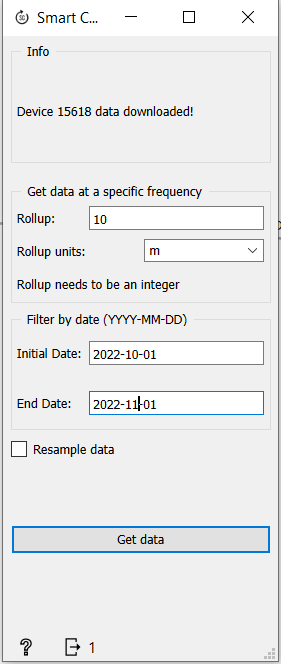 Smart C...
Info
Device 15618 data downloaded!
Get data at a specific frequency
Rollup: 10
Rollup units: m
Rollup needs to be an integer
Filter by date (YYYY-MM-DD)
Initial Date: 2022-10-01
End Date: 2022-11-01
Resample data
Get data
? 1